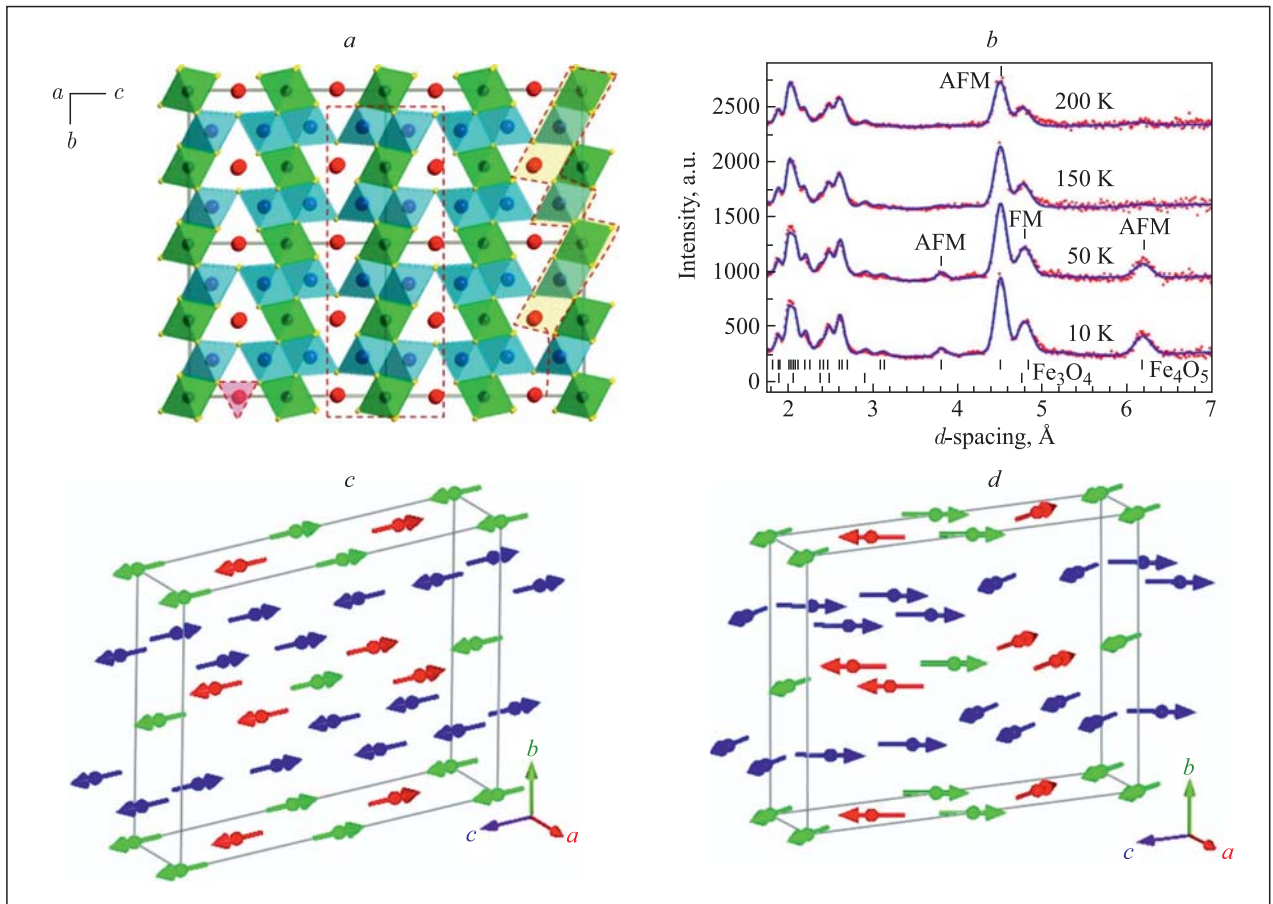 a
a c
b
b
AFM
200 K
150 K
AFM
FM
AFM
50 K
10 K
Fe₃O₄
Fe₄O₅
2500
2000
1500
1000
500
0
2 3 4 5 6 7
Intensity, a.u.
d-spacing, Å
c
b
c
a
d
b
c
a